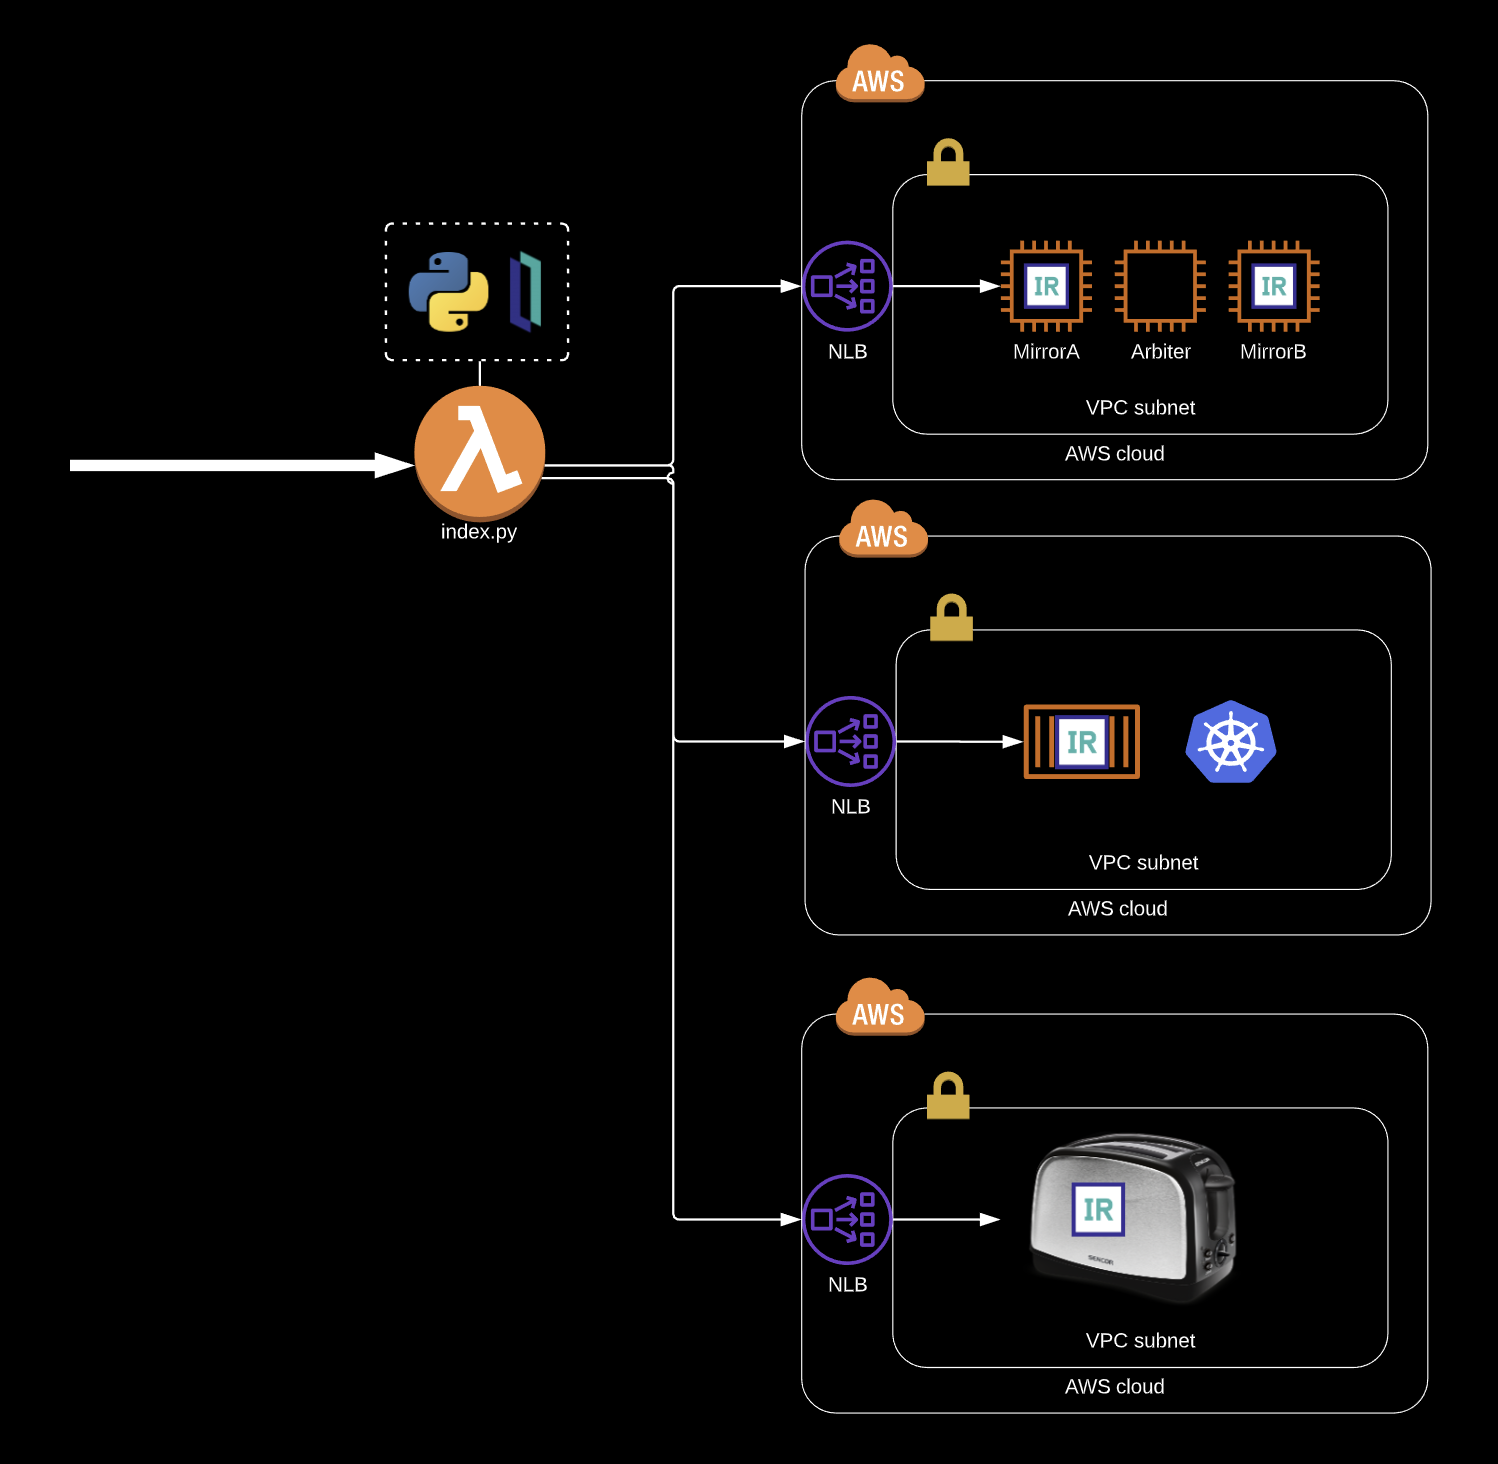 AWS
NLB
IR
IR
MirrorA
Arbiter
MirrorB
VPC subnet
AWS cloud
index.py
AWS
IR
NLB
VPC subnet
AWS cloud
AWS
IR
SENCOR
NLB
VPC subnet
AWS cloud